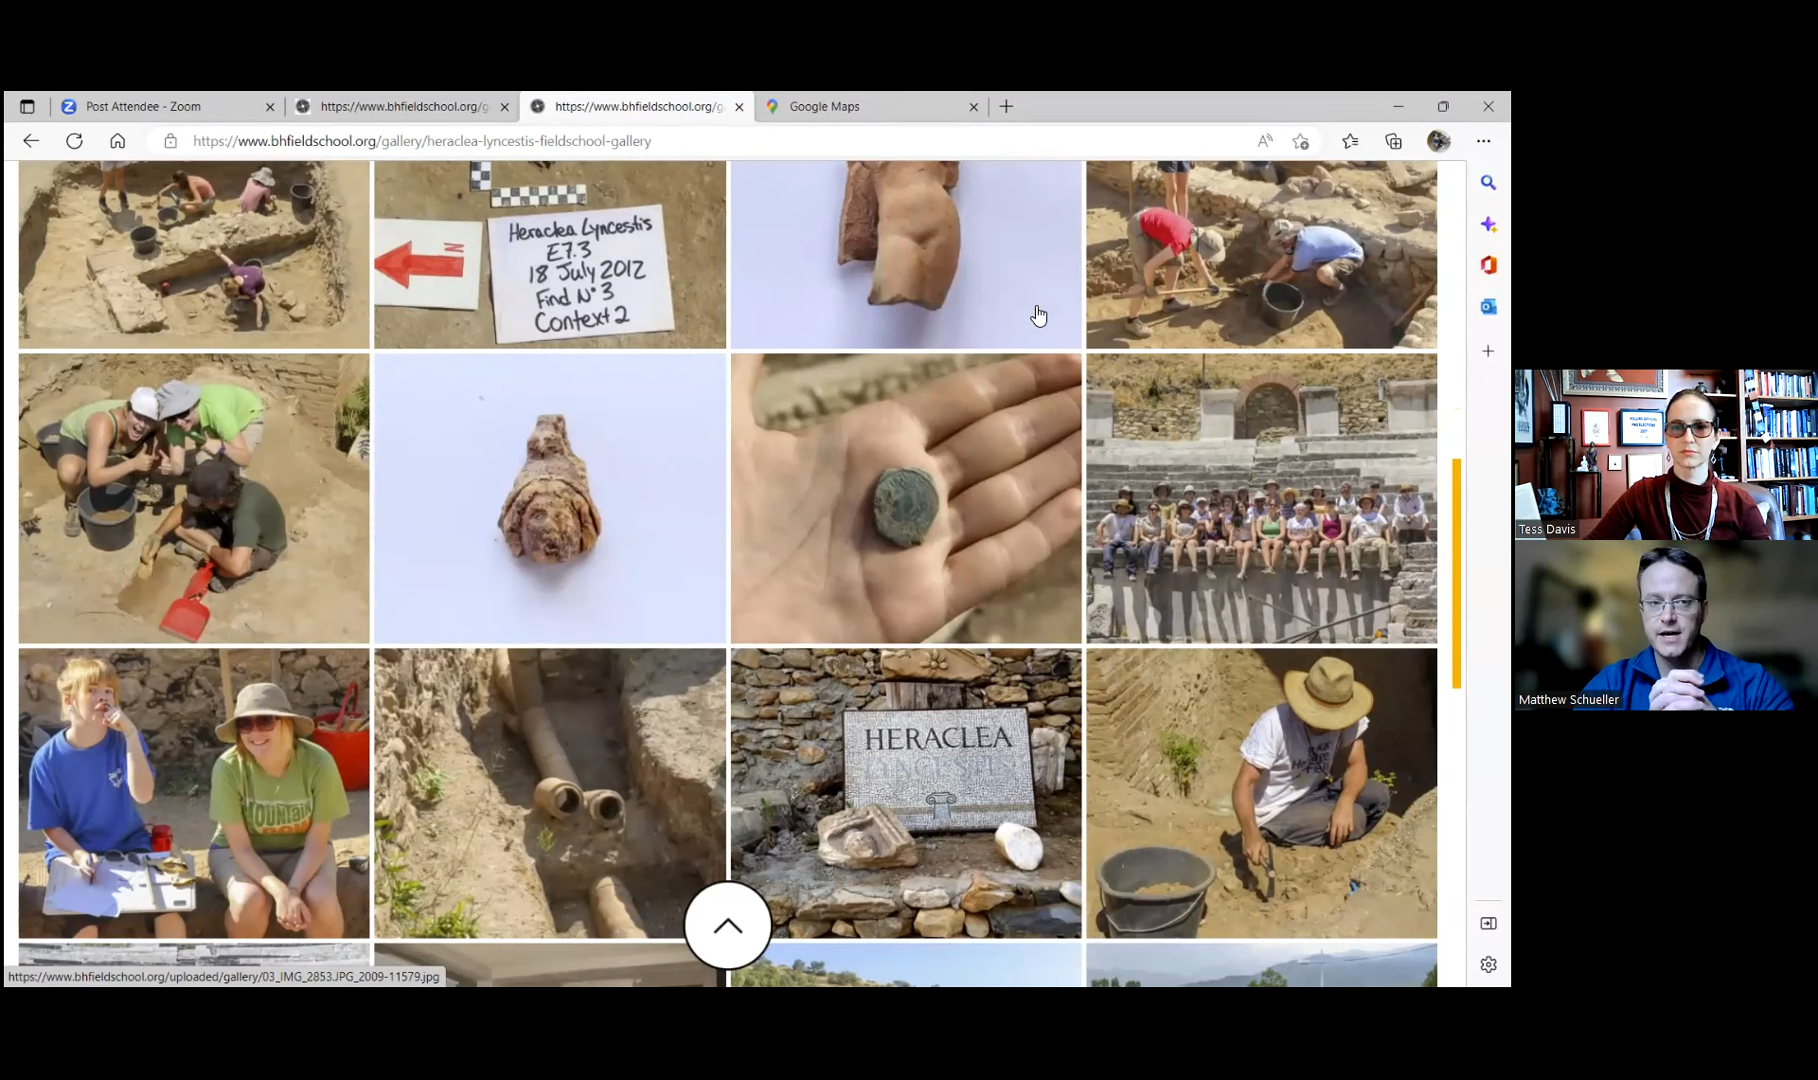 Post Attendee - Zoom
https://www.bhfieldschool.org/g
https://www.bhfieldschool.org/g
Google Maps
https://www.bhfieldschool.org/gallery/heraclea-lyncestis-fieldschool-gallery
N
Heraclea Lyncestis
E7.3
18 July 2012
Find N° 3
Context 2
Tess Davis
MOUNTAIN
HERACLEA
LYNCESTIS
Matthew Schueller
https://www.bhfieldschool.org/uploaded/gallery/03_IMG_2853.JPG_2009-11579.jpg